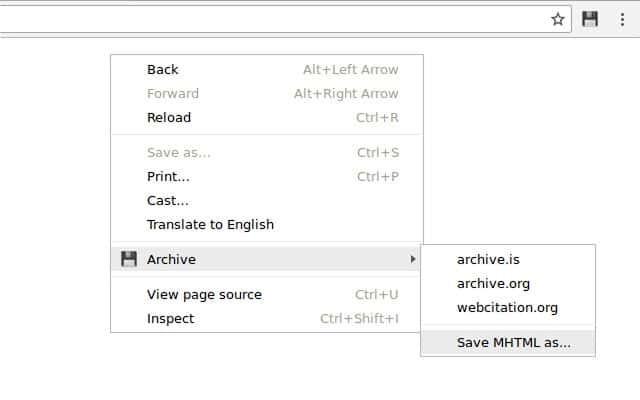 Back Alt+Left Arrow
Forward Alt+Right Arrow
Reload Ctrl+R
Save as... Ctrl+S
Print... Ctrl+P
Cast...
Translate to English
Archive
View page source Ctrl+U
Inspect Ctrl+Shift+I
archive.is
archive.org
webcitation.org
Save MHTML as...